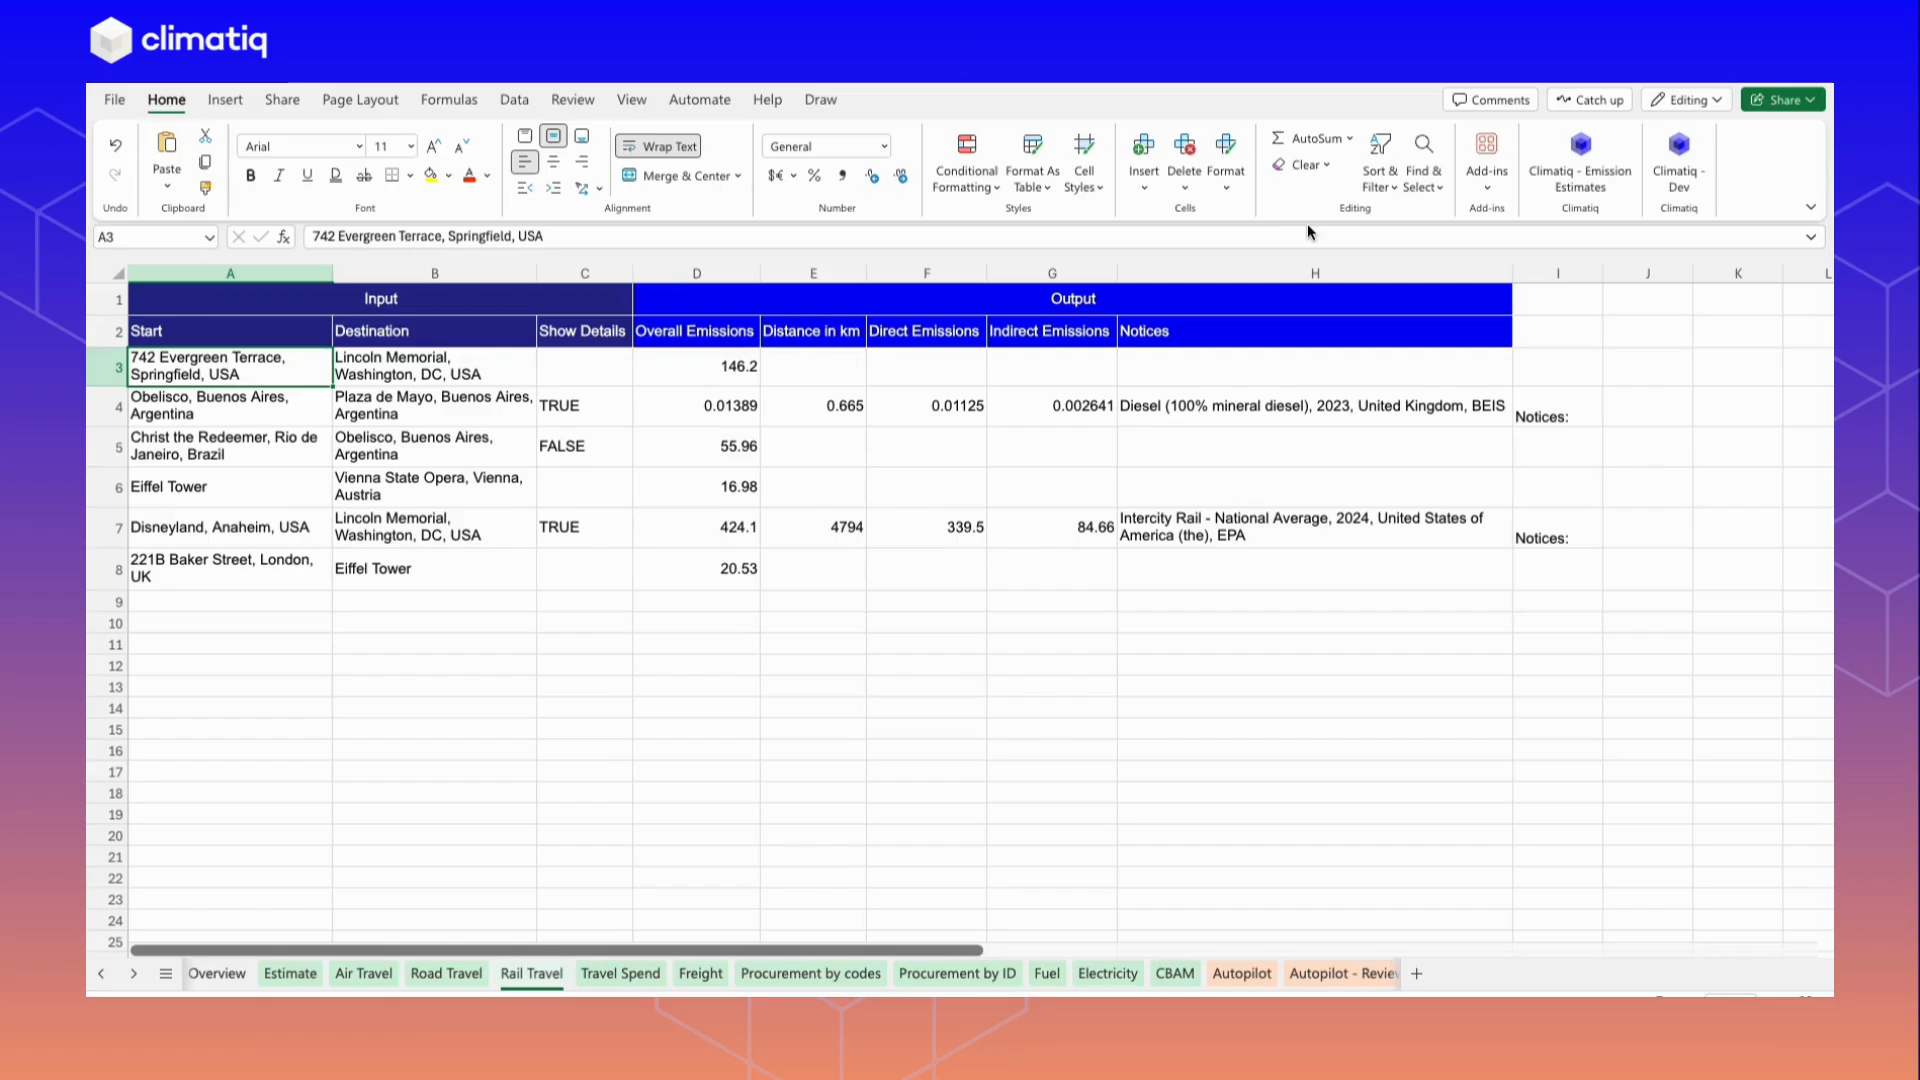 climatiq
File Home Insert Share Page Layout Formulas Data Review View Automate Help Draw Comments Catch up Editing Share
Paste
Arial 11
Wrap Text
Merge & Center
General
$€ %
Conditional Formatting
Format As Table
Cell Styles
Insert Delete Format
AutoSum
Clear
Sort & Filter
Find & Select
Add-ins
Climatiq - Emission Estimates
Climatiq - Dev
Undo Clipboard Font Alignment Number Styles Cells Editing Add-ins Climatiq Climatiq
A3 fx 742 Evergreen Terrace, Springfield, USA
A B C D E F G H I J K L
1 Input Output
2 Start Destination Show Details Overall Emissions Distance in km Direct Emissions Indirect Emissions Notices
3 742 Evergreen Terrace, Springfield, USA Lincoln Memorial, Washington, DC, USA 146.2
4 Obelisco, Buenos Aires, Argentina Plaza de Mayo, Buenos Aires, Argentina TRUE 0.01389 0.665 0.01125 0.002641 Diesel (100% mineral diesel), 2023, United Kingdom, BEIS Notices:
5 Christ the Redeemer, Rio de Janeiro, Brazil Obelisco, Buenos Aires, Argentina FALSE 55.96
6 Eiffel Tower Vienna State Opera, Vienna, Austria 16.98
7 Disneyland, Anaheim, USA Lincoln Memorial, Washington, DC, USA TRUE 424.1 4794 339.5 84.66 Intercity Rail - National Average, 2024, United States of America (the), EPA Notices:
8 221B Baker Street, London, UK Eiffel Tower 20.53
9
10
11
12
13
14
15
16
17
18
19
20
21
22
23
24
25
Overview Estimate Air Travel Road Travel Rail Travel Travel Spend Freight Procurement by codes Procurement by ID Fuel Electricity CBAM Autopilot Autopilot - Revie